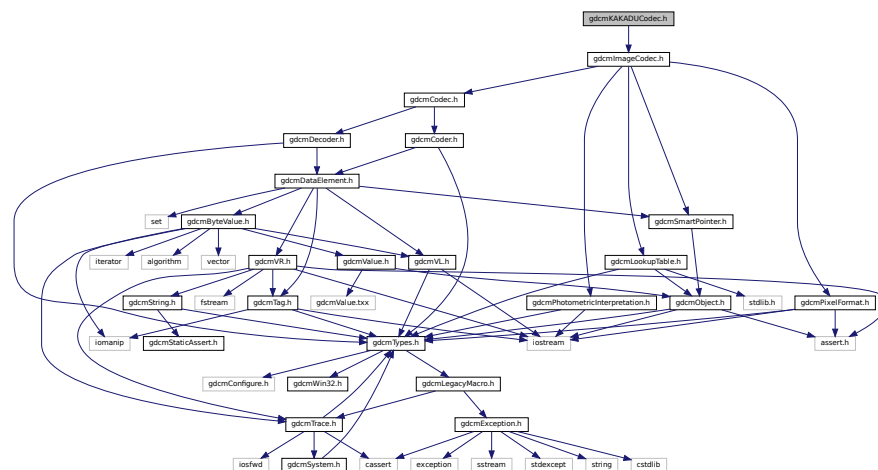 gdcmKAKADUCodec.h
gdcmImageCodec.h
gdcmCodec.h
gdcmDecoder.h
gdcmCoder.h
gdcmDataElement.h
set
gdcmByteValue.h
gdcmSmartPointer.h
iterator
algorithm
vector
gdcmVR.h
gdcmValue.h
gdcmVL.h
gdcmLookupTable.h
gdcmString.h
fstream
gdcmTag.h
gdcmValue.txx
gdcmPhotometricInterpretation.h
gdcmObject.h
stdlib.h
gdcmPixelFormat.h
iomanip
gdcmStaticAssert.h
gdcmTypes.h
iostream
assert.h
gdcmConfigure.h
gdcmWin32.h
gdcmLegacyMacro.h
gdcmTrace.h
gdcmException.h
iosfwd
gdcmSystem.h
cassert
exception
sstream
stdexcept
string
cstdlib